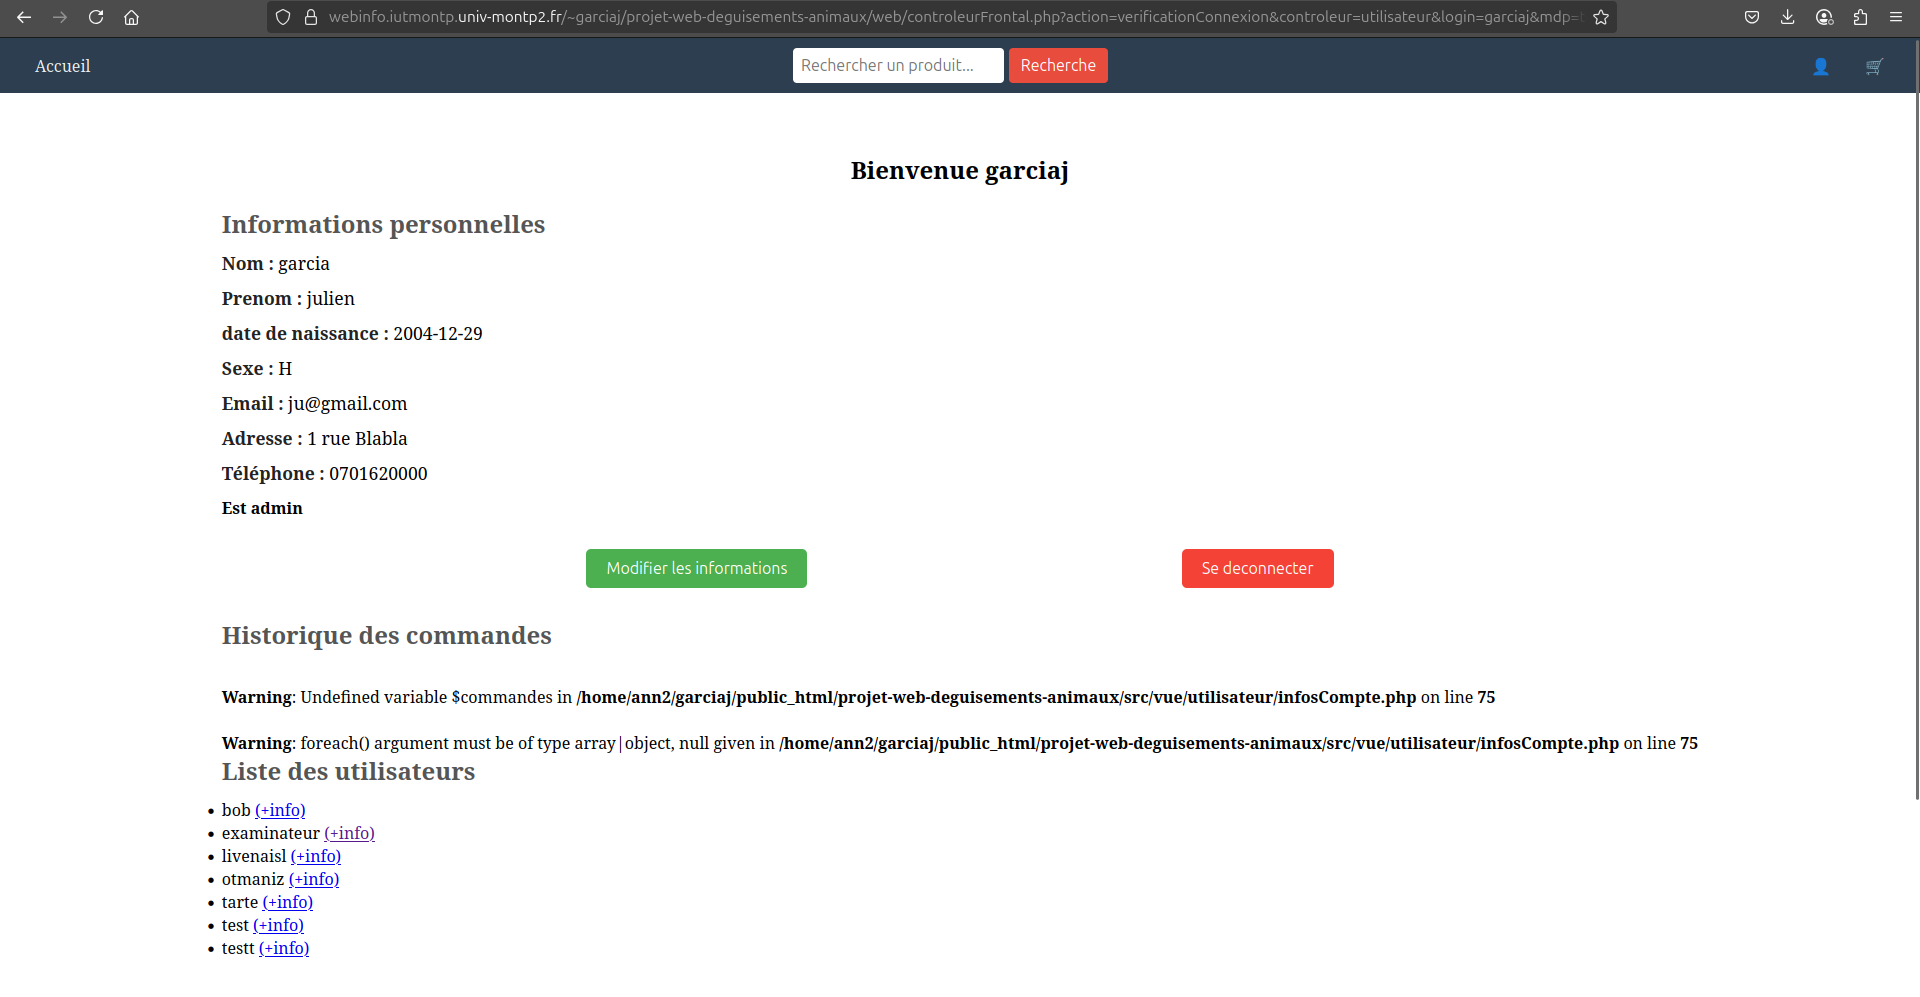 webinfo.iutmontp.univ-montp2.fr/~garciaj/projet-web-deguisements-animaux/web/controleurFrontal.php?action=verificationConnexion&controleur=utilisateur&login=garciaj&mdp=
Accueil
Rechercher un produit...
Recherche
Bienvenue garciaj
Informations personnelles
Nom : garcia
Prenom : julien
date de naissance : 2004-12-29
Sexe : H
Email : ju@gmail.com
Adresse : 1 rue Blabla
Téléphone : 0701620000
Est admin
Modifier les informations
Se deconnecter
Historique des commandes
Warning: Undefined variable $commandes in /home/ann2/garciaj/public_html/projet-web-deguisements-animaux/src/vue/utilisateur/infosCompte.php on line 75
Warning: foreach() argument must be of type array|object, null given in /home/ann2/garciaj/public_html/projet-web-deguisements-animaux/src/vue/utilisateur/infosCompte.php on line 75
Liste des utilisateurs
bob (+info)
examinateur (+info)
livenaisl (+info)
otmaniz (+info)
tarte (+info)
test (+info)
testt (+info)